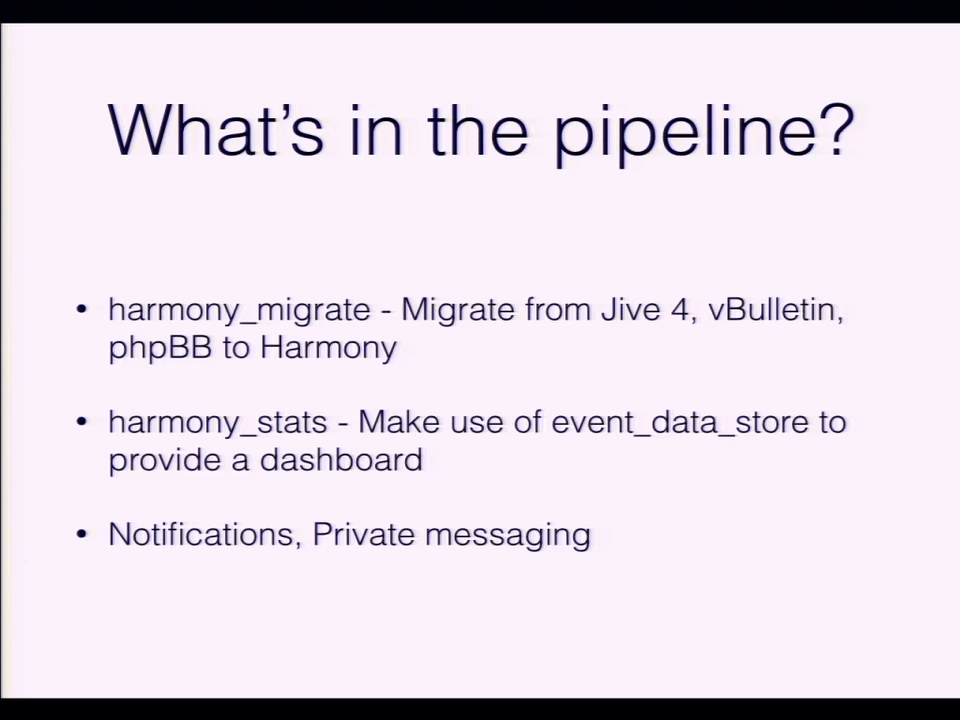 What's in the pipeline?
• harmony_migrate - Migrate from Jive 4, vBulletin,
phpBB to Harmony
• harmony_stats - Make use of event_data_store to
provide a dashboard
• Notifications, Private messaging